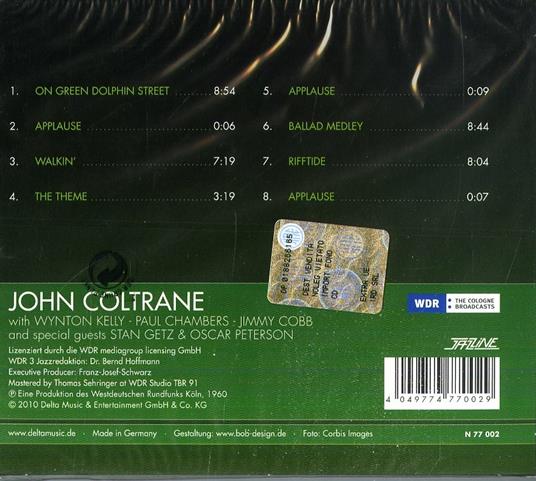 1. ON GREEN DOLPHIN STREET 8:54
2. APPLAUSE 0:06
3. WALKIN' 7:19
4. THE THEME 3:19
5. APPLAUSE 0:09
6. BALLAD MEDLEY 8:44
7. RIFFTIDE 8:04
8. APPLAUSE 0:07
JOHN COLTRANE
with WYNTON KELLY - PAUL CHAMBERS - JIMMY COBB
and special guests STAN GETZ & OSCAR PETERSON
Lizenziert durch die WDR mediagroup licensing GmbH
WDR 3 Jazzredaktion: Dr. Bernd Hoffmann
Executive Producer: Franz-Josef-Schwarz
Mastered by Thomas Sehringer at WDR Studio TBR 91
℗ Eine Produktion des Westdeutschen Rundfunks Köln, 1960
© 2010 Delta Music & Entertainment GmbH & Co. KG
WDR THE COLOGNE
BROADCASTS
JAZZLINE
4 049774 770029
www.deltamusic.de · Made in Germany · Gestaltung: www.bob-design.de · Foto: Corbis Images N 77 002